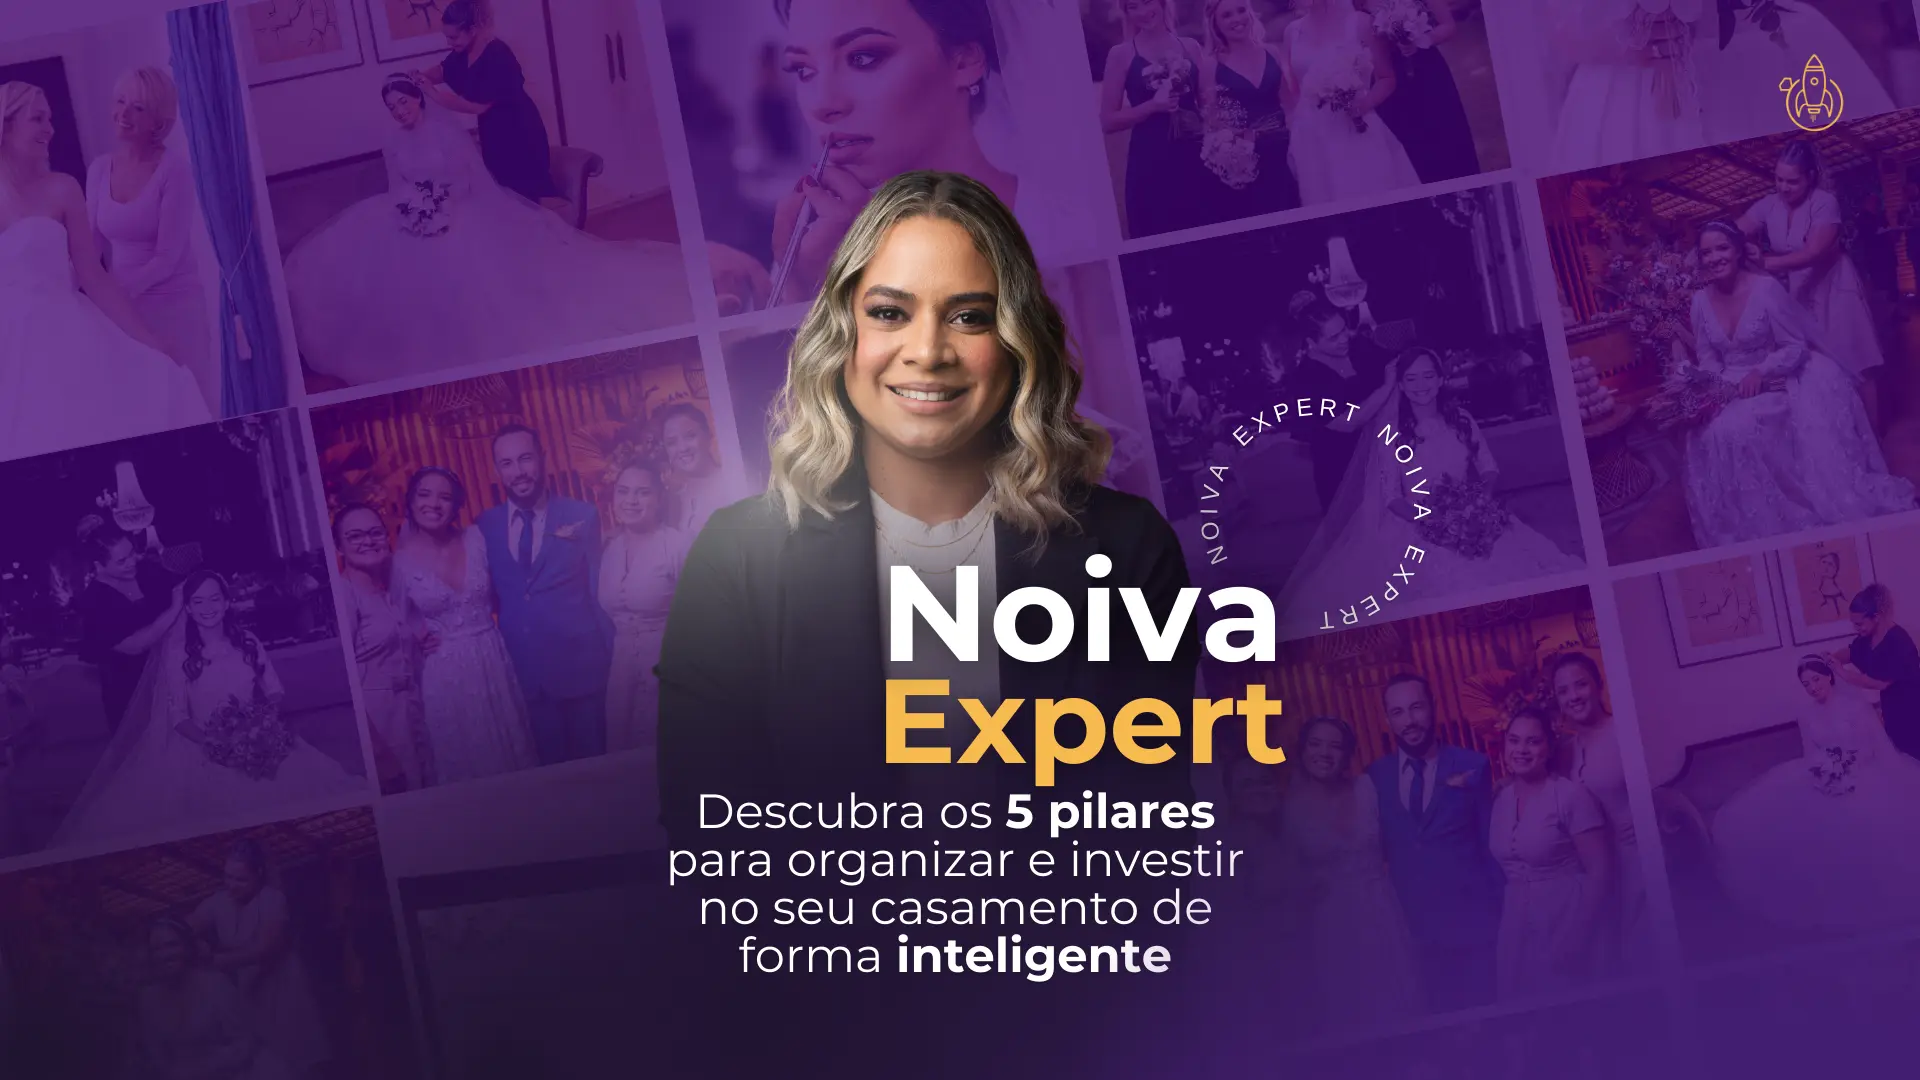 NOIVA EXPERT NOIVA EXPERT
Noiva
Expert
Descubra os 5 pilares
para organizar e investir
no seu casamento de
forma inteligente